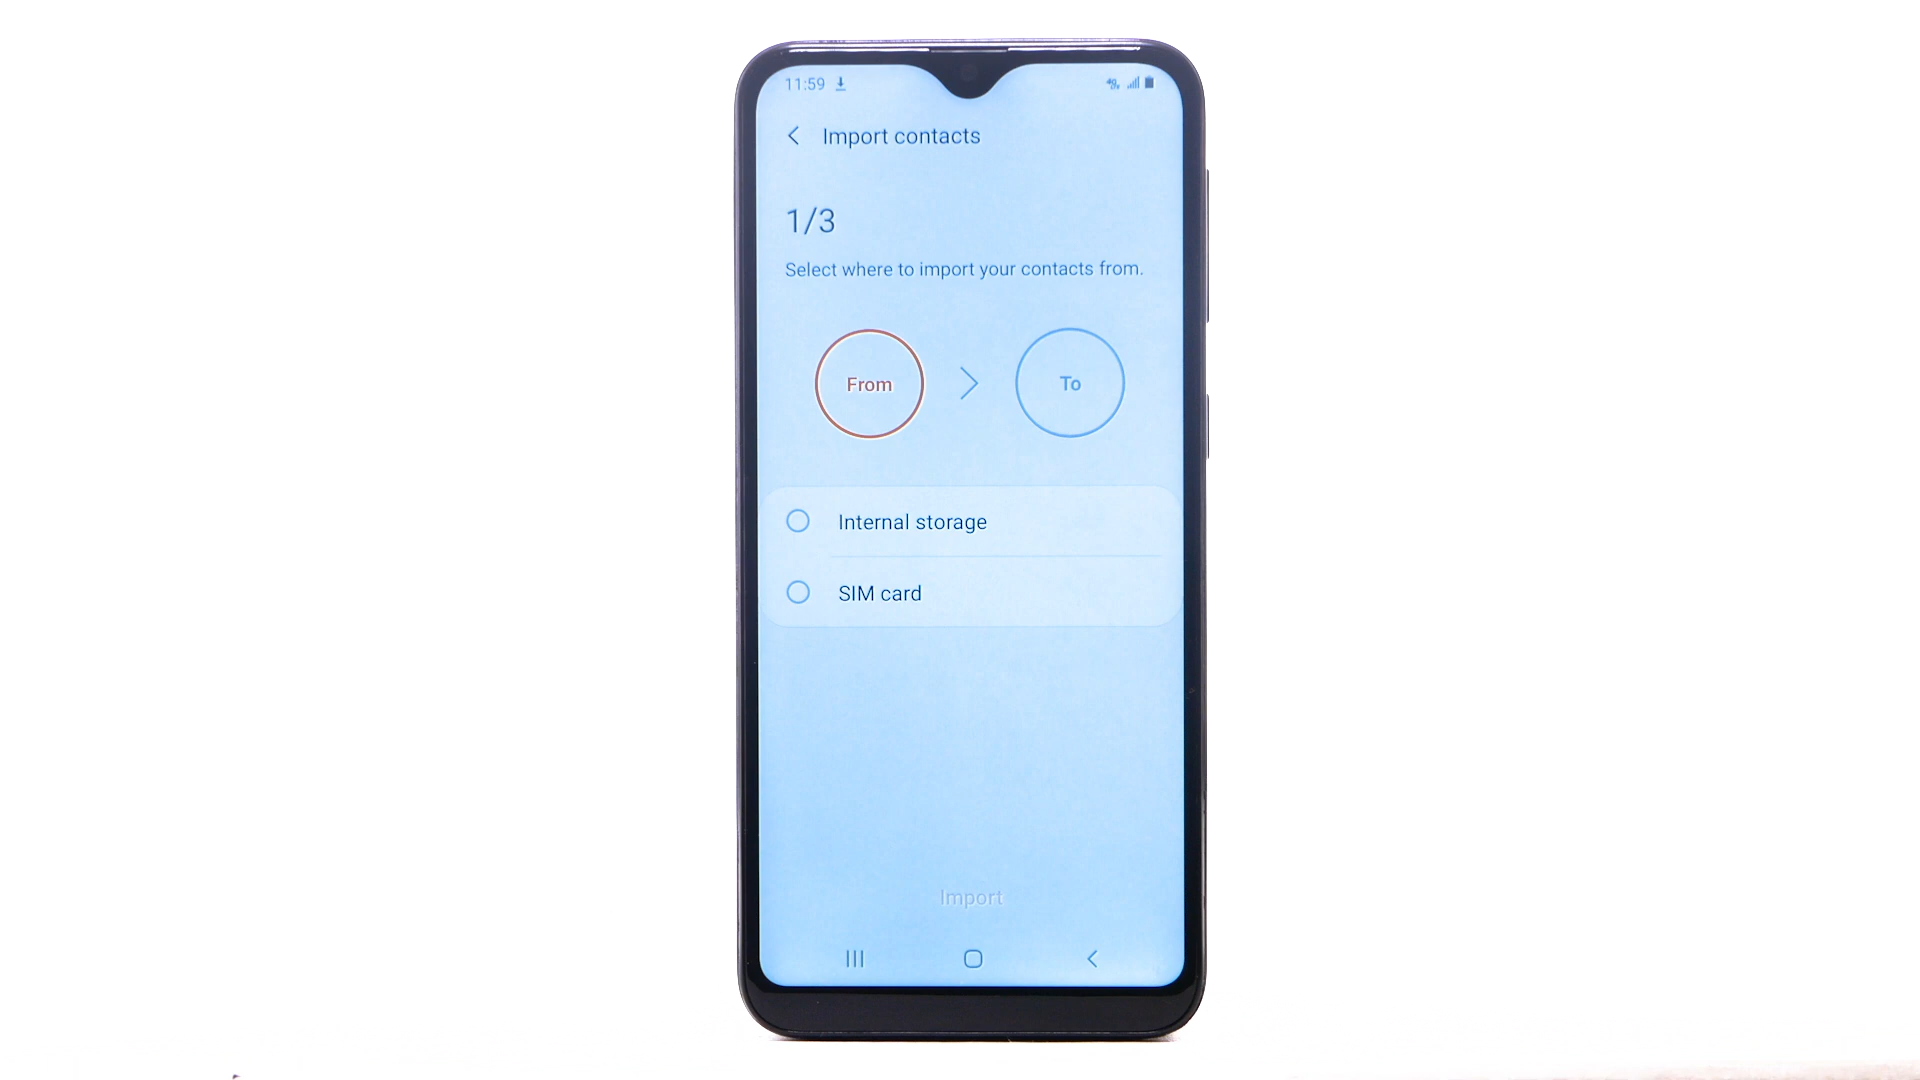 11:59
Import contacts
1/3
Select where to import your contacts from.
From
To
Internal storage
SIM card
Import